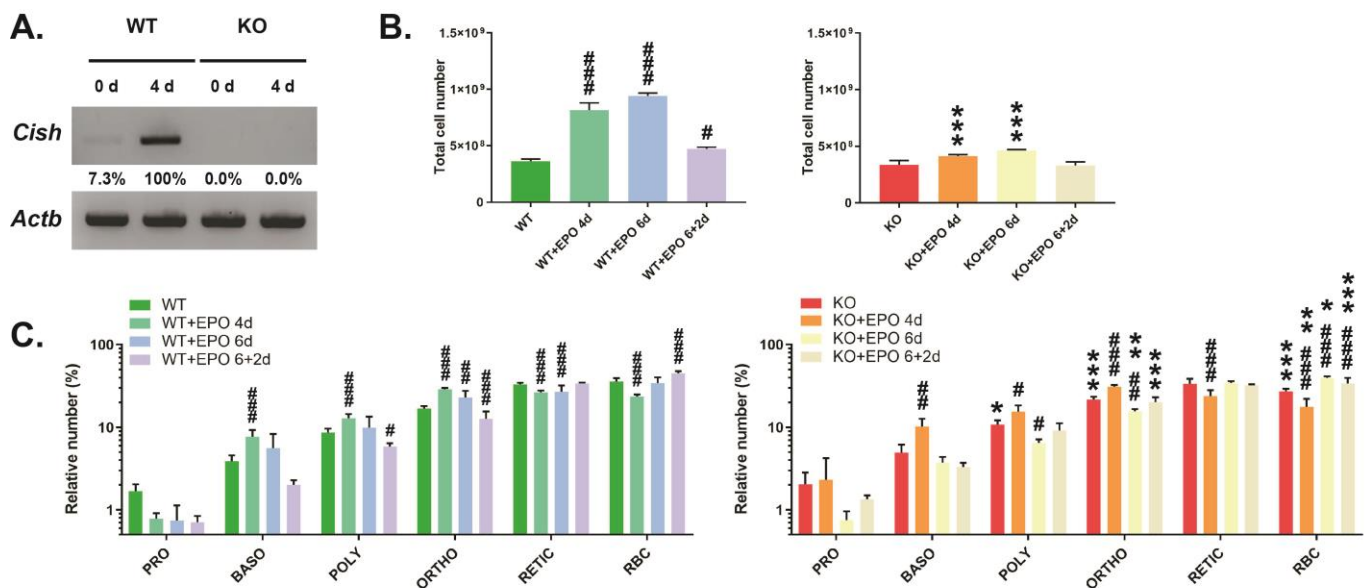 A.
WT KO
0 d 4 d 0 d 4 d
Cish
7.3% 100% 0.0% 0.0%
Actb
B.
Total cell number
1.5×10⁹
1×10⁹
5×10⁸
0
###
###
#
WT
WT+EPO 4d
WT+EPO 6d
WT+EPO 6+2d
Total cell number
1.5×10⁹
1×10⁹
5×10⁸
0
***
***
KO
KO+EPO 4d
KO+EPO 6d
KO+EPO 6+2d
C.
WT
WT+EPO 4d
WT+EPO 6d
WT+EPO 6+2d
Relative number (%)
100
10
1
###
###
#
###
##
###
###
###
###
###
PRO
BASO
POLY
ORTHO
RETIC
RBC
KO
KO+EPO 4d
KO+EPO 6d
KO+EPO 6+2d
Relative number (%)
100
10
1
##
*
#
#
***
###
** ##
***
###
***
** ###
* ###
*** ###
PRO
BASO
POLY
ORTHO
RETIC
RBC